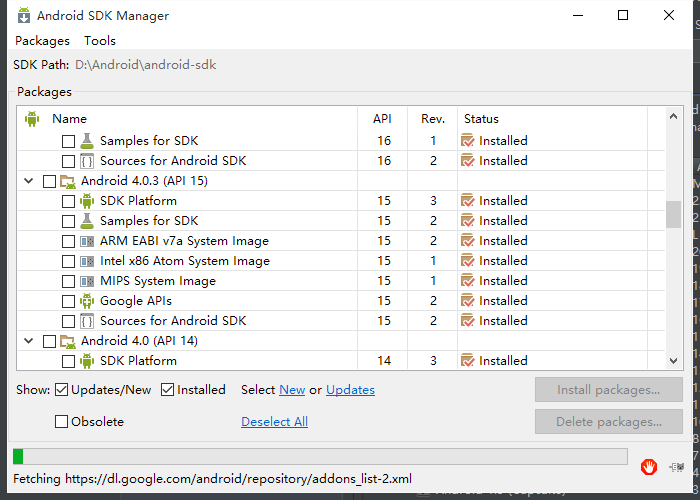 Android SDK Manager
Packages Tools
SDK Path: D:\Android\android-sdk
Packages
Name API Rev. Status
Samples for SDK 16 1 Installed
Sources for Android SDK 16 2 Installed
Android 4.0.3 (API 15)
SDK Platform 15 3 Installed
Samples for SDK 15 2 Installed
ARM EABI v7a System Image 15 2 Installed
Intel x86 Atom System Image 15 1 Installed
MIPS System Image 15 1 Installed
Google APIs 15 2 Installed
Sources for Android SDK 15 2 Installed
Android 4.0 (API 14)
SDK Platform 14 3 Installed
Show: Updates/New Installed Select New or Updates Install packages...
Obsolete Deselect All Delete packages...
Fetching https://dl.google.com/android/repository/addons_list-2.xml